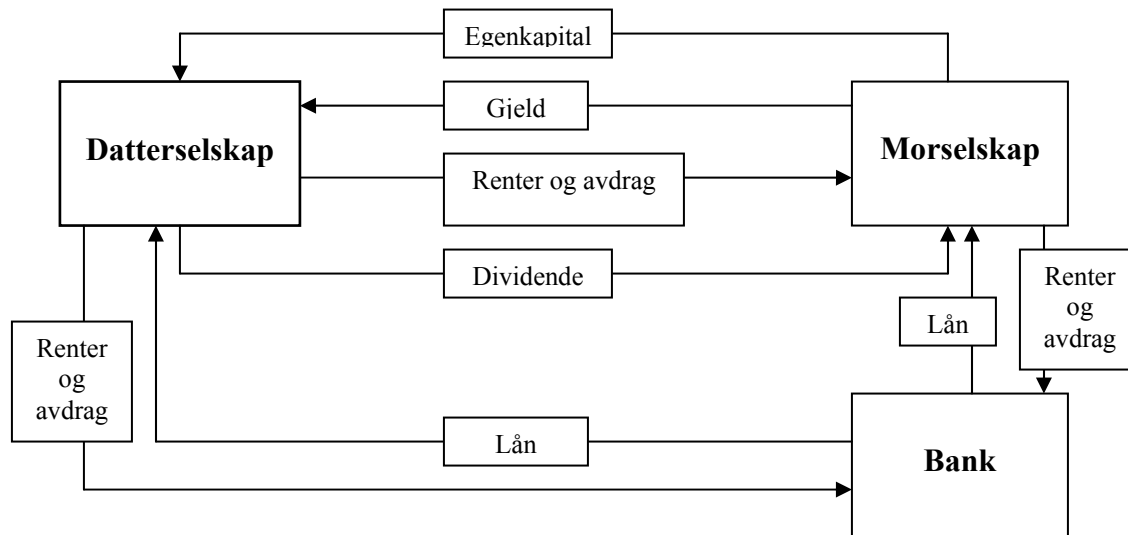 Egenkapital
Gjeld
Datterselskap
Morselskap
Renter og avdrag
Dividende
Renter
og
avdrag
Lån
Renter
og
avdrag
Lån
Bank